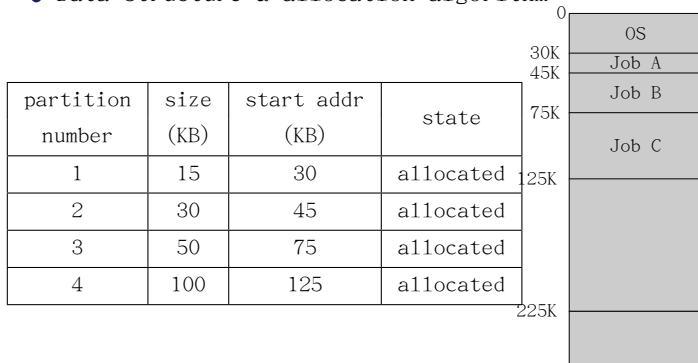 Data structure & allocation algorithm
partition number size (KB) start addr (KB) state
1 15 30 allocated
2 30 45 allocated
3 50 75 allocated
4 100 125 allocated
0
OS
30K
Job A
45K
Job B
75K
Job C
125K
225K